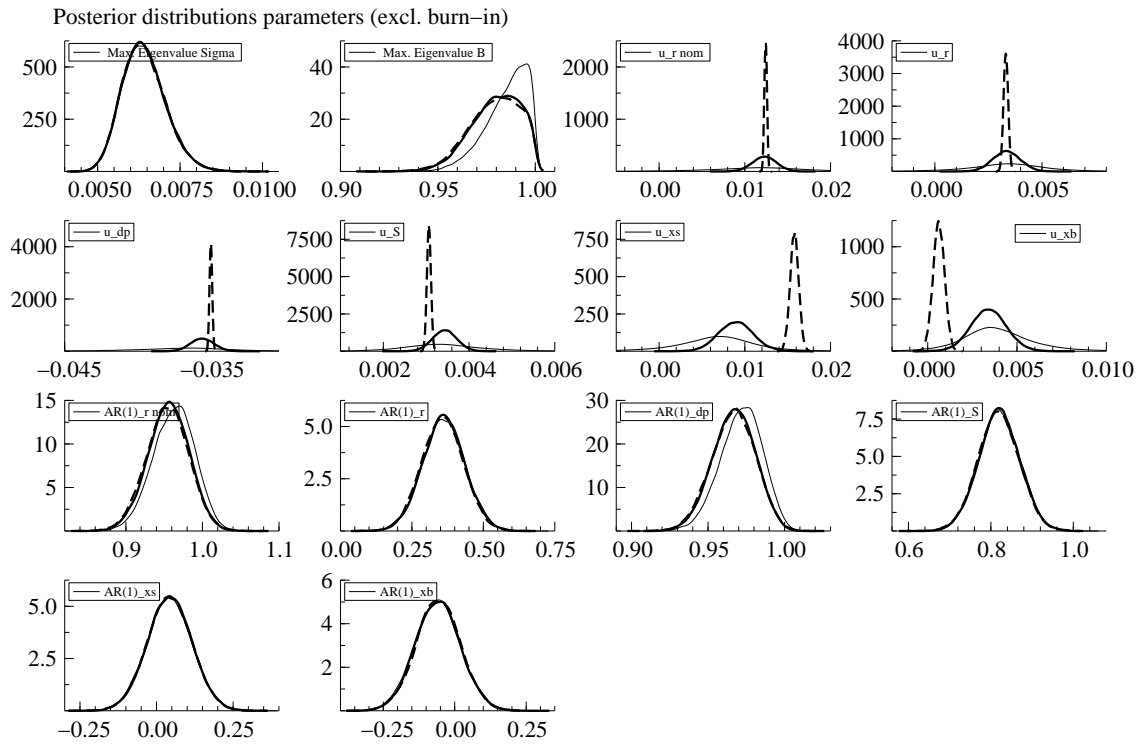 Posterior distributions parameters (excl. burn−in)
Max. Eigenvalue Sigma
Max. Eigenvalue B
u_r nom
u_r
500
250
0.0050 0.0075 0.0100
40
20
0.90 0.95 1.00
2000
1000
0.00 0.01 0.02
4000
3000
2000
1000
0.000 0.005
u_dp
u_S
u_xs
u_xb
4000
2000
−0.045 −0.035
7500
5000
2500
0.002 0.004 0.006
750
500
250
0.00 0.01 0.02
1000
500
0.000 0.005 0.010
AR(1)_r nom
AR(1)_r
AR(1)_dp
AR(1)_S
15
10
5
0.9 1.0 1.1
5.0
2.5
0.00 0.25 0.50 0.75
30
20
10
0.90 0.95 1.00
7.5
5.0
2.5
0.6 0.8 1.0
AR(1)_xs
AR(1)_xb
5.0
2.5
−0.25 0.00 0.25
6
4
2
−0.25 0.00 0.25